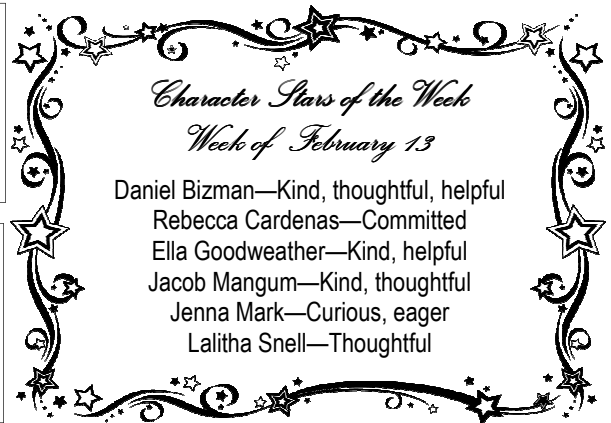 Character Stars of the Week
Week of February 13
Daniel Bizman—Kind, thoughtful, helpful
Rebecca Cardenas—Committed
Ella Goodweather—Kind, helpful
Jacob Mangum—Kind, thoughtful
Jenna Mark—Curious, eager
Lalitha Snell—Thoughtful